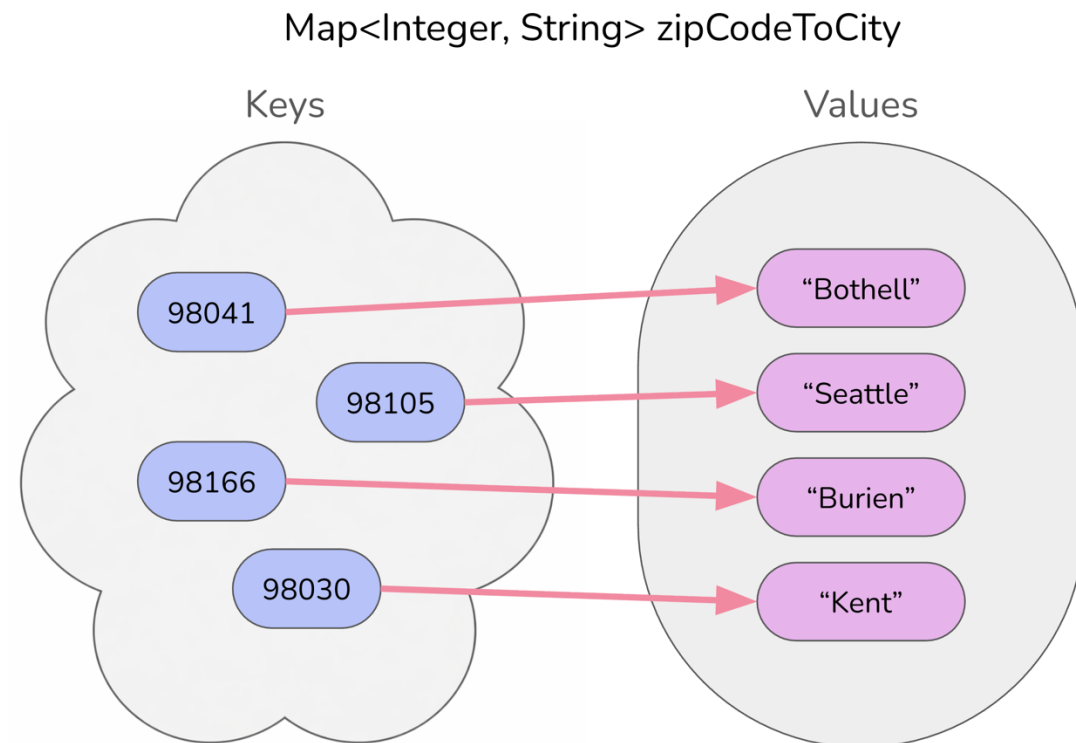 Map<Integer, String> zipCodeToCity
Keys
Values
98041
“Bothell”
98105
“Seattle”
98166
“Burien”
98030
“Kent”